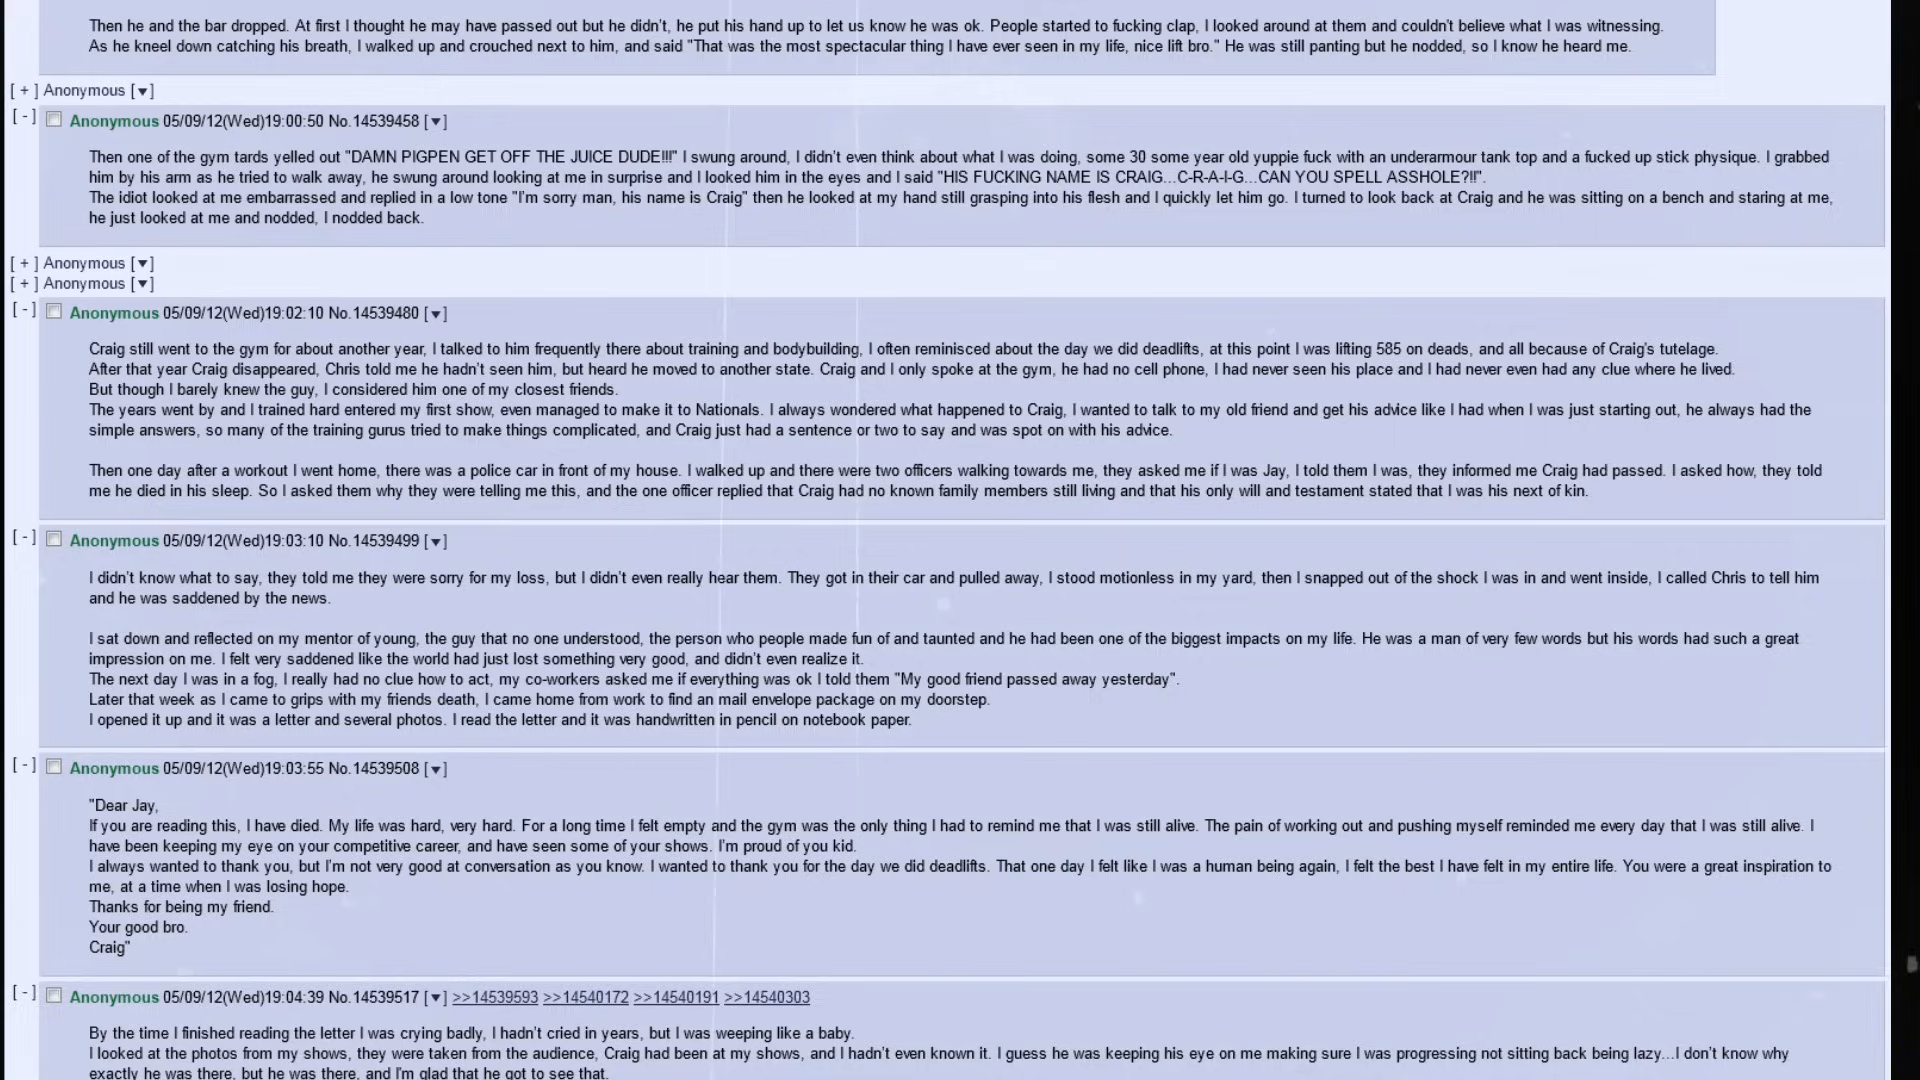 Then he and the bar dropped. At first I thought he may have passed out but he didn't, he put his hand up to let us know he was ok. People started to fucking clap, I looked around at them and couldn't believe what I was witnessing.
As he kneel down catching his breath, I walked up and crouched next to him, and said "That was the most spectacular thing I have ever seen in my life, nice lift bro." He was still panting but he nodded, so I know he heard me.
[ + ] Anonymous [▼]
[ - ] Anonymous 05/09/12(Wed)19:00:50 No.14539458 [▼]
Then one of the gym tards yelled out "DAMN PIGPEN GET OFF THE JUICE DUDE!!!" I swung around, I didn't even think about what I was doing, some 30 some year old yuppie fuck with an underarmour tank top and a fucked up stick physique. I grabbed
him by his arm as he tried to walk away, he swung around looking at me in surprise and I looked him in the eyes and I said "HIS FUCKING NAME IS CRAIG...C-R-A-I-G...CAN YOU SPELL ASSHOLE?!!".
The idiot looked at me embarrassed and replied in a low tone "I'm sorry man, his name is Craig" then he looked at my hand still grasping into his flesh and I quickly let him go. I turned to look back at Craig and he was sitting on a bench and staring at me,
he just looked at me and nodded, I nodded back.
[ + ] Anonymous [▼]
[ + ] Anonymous [▼]
[ - ] Anonymous 05/09/12(Wed)19:02:10 No.14539480 [▼]
Craig still went to the gym for about another year, I talked to him frequently there about training and bodybuilding, I often reminisced about the day we did deadlifts, at this point I was lifting 585 on deads, and all because of Craig's tutelage.
After that year Craig disappeared, Chris told me he hadn't seen him, but heard he moved to another state. Craig and I only spoke at the gym, he had no cell phone, I had never seen his place and I had never even had any clue where he lived.
But though I barely knew the guy, I considered him one of my closest friends.
The years went by and I trained hard entered my first show, even managed to make it to Nationals. I always wondered what happened to Craig, I wanted to talk to my old friend and get his advice like I had when I was just starting out, he always had the
simple answers, so many of the training gurus tried to make things complicated, and Craig just had a sentence or two to say and was spot on with his advice.
Then one day after a workout I went home, there was a police car in front of my house. I walked up and there were two officers walking towards me, they asked me if I was Jay, I told them I was, they informed me Craig had passed. I asked how, they told
me he died in his sleep. So I asked them why they were telling me this, and the one officer replied that Craig had no known family members still living and that his only will and testament stated that I was his next of kin.
[ - ] Anonymous 05/09/12(Wed)19:03:10 No.14539499 [▼]
I didn't know what to say, they told me they were sorry for my loss, but I didn't even really hear them. They got in their car and pulled away, I stood motionless in my yard, then I snapped out of the shock I was in and went inside, I called Chris to tell him
and he was saddened by the news.
I sat down and reflected on my mentor of young, the guy that no one understood, the person who people made fun of and taunted and he had been one of the biggest impacts on my life. He was a man of very few words but his words had such a great
impression on me. I felt very saddened like the world had just lost something very good, and didn't even realize it.
The next day I was in a fog, I really had no clue how to act, my co-workers asked me if everything was ok I told them "My good friend passed away yesterday".
Later that week as I came to grips with my friends death, I came home from work to find an mail envelope package on my doorstep.
I opened it up and it was a letter and several photos. I read the letter and it was handwritten in pencil on notebook paper.
[ - ] Anonymous 05/09/12(Wed)19:03:55 No.14539508 [▼]
"Dear Jay,
If you are reading this, I have died. My life was hard, very hard. For a long time I felt empty and the gym was the only thing I had to remind me that I was still alive. The pain of working out and pushing myself reminded me every day that I was still alive. I
have been keeping my eye on your competitive career, and have seen some of your shows. I'm proud of you kid.
I always wanted to thank you, but I'm not very good at conversation as you know. I wanted to thank you for the day we did deadlifts. That one day I felt like I was a human being again, I felt the best I have felt in my entire life. You were a great inspiration to
me, at a time when I was losing hope.
Thanks for being my friend.
Your good bro.
Craig"
[ - ] Anonymous 05/09/12(Wed)19:04:39 No.14539517 [▼] >>14539593 >>14540172 >>14540191 >>14540303
By the time I finished reading the letter I was crying badly, I hadn't cried in years, but I was weeping like a baby.
I looked at the photos from my shows, they were taken from the audience, Craig had been at my shows, and I hadn't even known it. I guess he was keeping his eye on me making sure I was progressing not sitting back being lazy...I don't know why
exactly he was there, but he was there, and I'm glad that he got to see that.